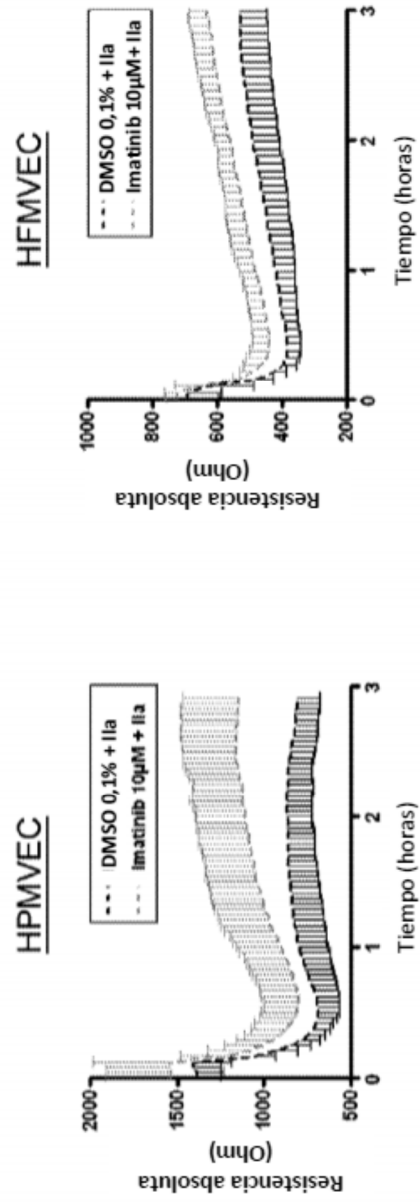 HPMVEC
DMSO 0,1% + IIa
Imatinib 10µM + IIa
2000
1500
1000
500
0
1
2
3
Resistencia absoluta
(Ohm)
Tiempo (horas)
HFMVEC
DMSO 0,1% + IIa
Imatinib 10µM+ IIa
1000
800
600
400
200
0
1
2
3
Resistencia absoluta
(Ohm)
Tiempo (horas)